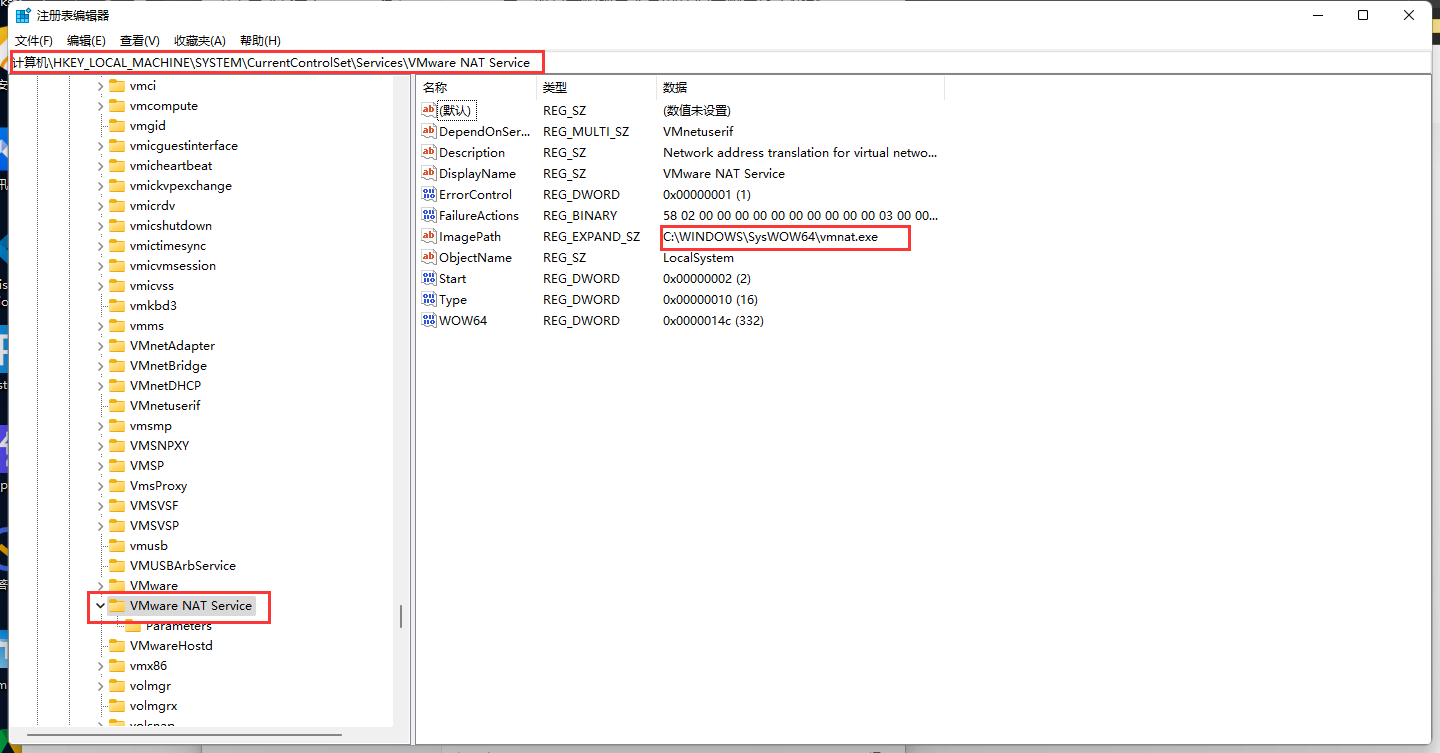 注册表编辑器
文件(F) 编辑(E) 查看(V) 收藏夹(A) 帮助(H)
计算机\HKEY_LOCAL_MACHINE\SYSTEM\CurrentControlSet\Services\VMware NAT Service
vmci
vmcompute
vmgid
vmicguestinterface
vmicheartbeat
vmickvpexchange
vmicrdv
vmicshutdown
vmictimesync
vmicvmsession
vmicvss
vmkbd3
vmms
VMnetAdapter
VMnetBridge
VMnetDHCP
VMnetuserif
vmsmp
VMSNPXY
VMSP
VmsProxy
VMSVSF
VMSVSP
vmusb
VMUSBArbService
VMware
VMware NAT Service
Parameters
VMwareHostd
vmx86
volmgr
volmgrx
volsnap
名称 类型 数据
(默认) REG_SZ (数值未设置)
DependOnSer... REG_MULTI_SZ VMnetuserif
Description REG_SZ Network address translation for virtual netwo...
DisplayName REG_SZ VMware NAT Service
ErrorControl REG_DWORD 0x00000001 (1)
FailureActions REG_BINARY 58 02 00 00 00 00 00 00 00 00 00 00 03 00 00...
ImagePath REG_EXPAND_SZ C:\WINDOWS\SysWOW64\vmnat.exe
ObjectName REG_SZ LocalSystem
Start REG_DWORD 0x00000002 (2)
Type REG_DWORD 0x00000010 (16)
WOW64 REG_DWORD 0x0000014c (332)